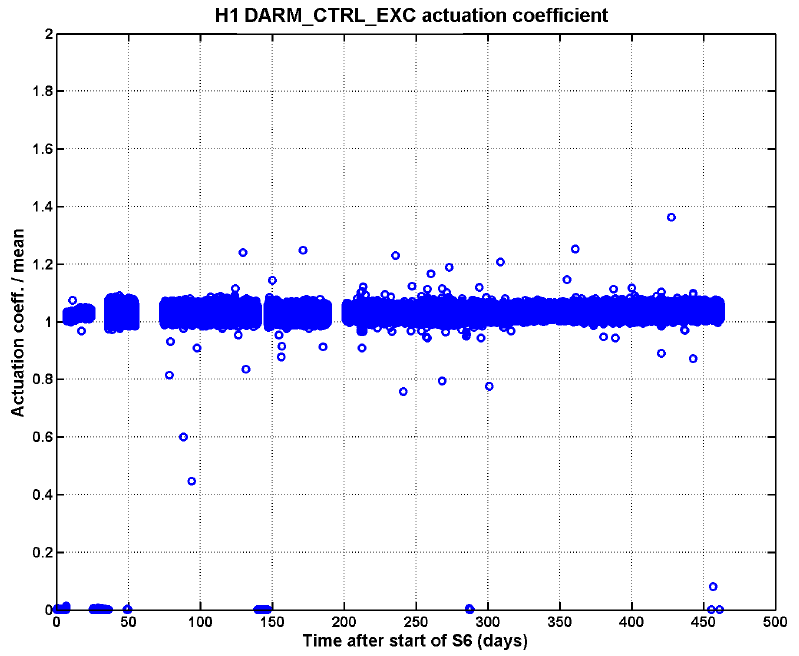 H1 DARM_CTRL_EXC actuation coefficient
Actuation coeff. / mean
2
1.8
1.6
1.4
1.2
1
0.8
0.6
0.4
0.2
0
0 50 100 150 200 250 300 350 400 450 500
Time after start of S6 (days)